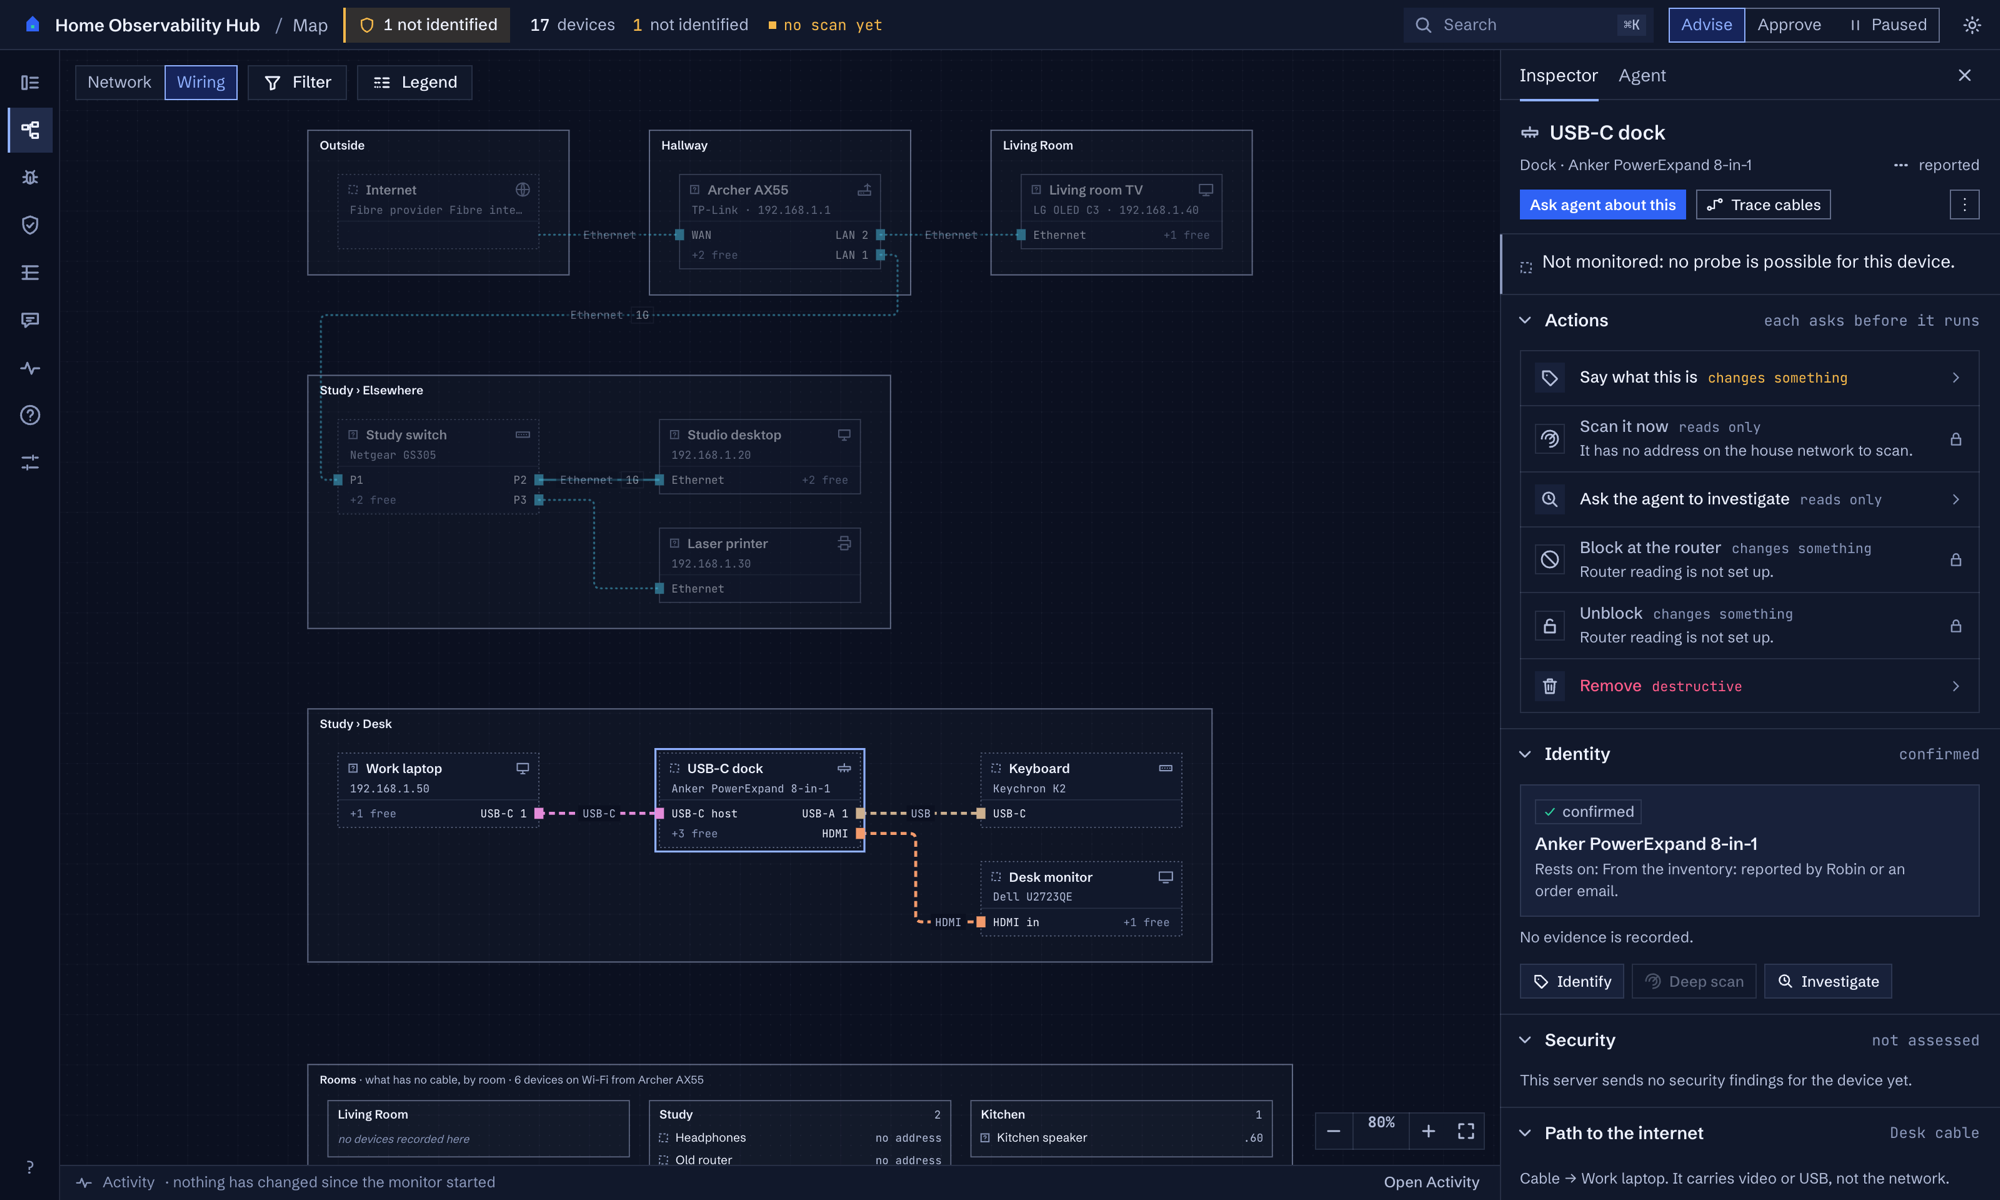 Home Observability Hub / Map
1 not identified
17 devices 1 not identified no scan yet
Search ⌘K
Advise Approve Paused
Network Wiring Filter Legend
Outside
Internet
Fibre provider Fibre inte…
Ethernet
Hallway
Archer AX55
TP-Link · 192.168.1.1
WAN LAN 2
+2 free LAN 1
Ethernet
Living Room
Living room TV
LG OLED C3 · 192.168.1.40
Ethernet +1 free
Ethernet 1G
Study › Elsewhere
Study switch
Netgear GS305
P1 P2
+2 free P3
Ethernet 1G
Studio desktop
192.168.1.20
Ethernet +2 free
Laser printer
192.168.1.30
Ethernet
Study › Desk
Work laptop
192.168.1.50
+1 free USB-C 1
USB-C
USB-C dock
Anker PowerExpand 8-in-1
USB-C host USB-A 1
+3 free HDMI
USB
Keyboard
Keychron K2
USB-C
Desk monitor
Dell U2723QE
HDMI
HDMI in +1 free
Rooms · what has no cable, by room · 6 devices on Wi-Fi from Archer AX55
Living Room
no devices recorded here
Study 2
Headphones no address
Old router no address
Kitchen 1
Kitchen speaker .60
80%
?
Activity · nothing has changed since the monitor started
Open Activity
Inspector Agent
USB-C dock
Dock · Anker PowerExpand 8-in-1 reported
Ask agent about this Trace cables
Not monitored: no probe is possible for this device.
Actions each asks before it runs
Say what this is changes something
Scan it now reads only
It has no address on the house network to scan.
Ask the agent to investigate reads only
Block at the router changes something
Router reading is not set up.
Unblock changes something
Router reading is not set up.
Remove destructive
Identity confirmed
confirmed
Anker PowerExpand 8-in-1
Rests on: From the inventory: reported by Robin or an
order email.
No evidence is recorded.
Identify Deep scan Investigate
Security not assessed
This server sends no security findings for the device yet.
Path to the internet Desk cable
Cable → Work laptop. It carries video or USB, not the network.